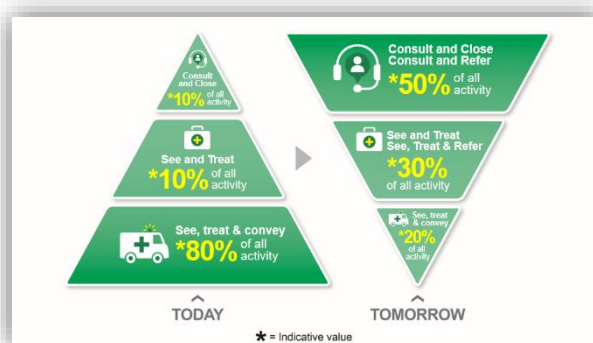 Consult
and Close
*10% of all
activity
See and Treat
*10% of all
activity
See, treat & convey
*80% of all
activity
TODAY
Consult and Close
Consult and Refer
*50% of all
activity
See and Treat
See, Treat & Refer
*30%
of all activity
See, treat
& convey
*20%
of all
activity
TOMORROW
* = Indicative value